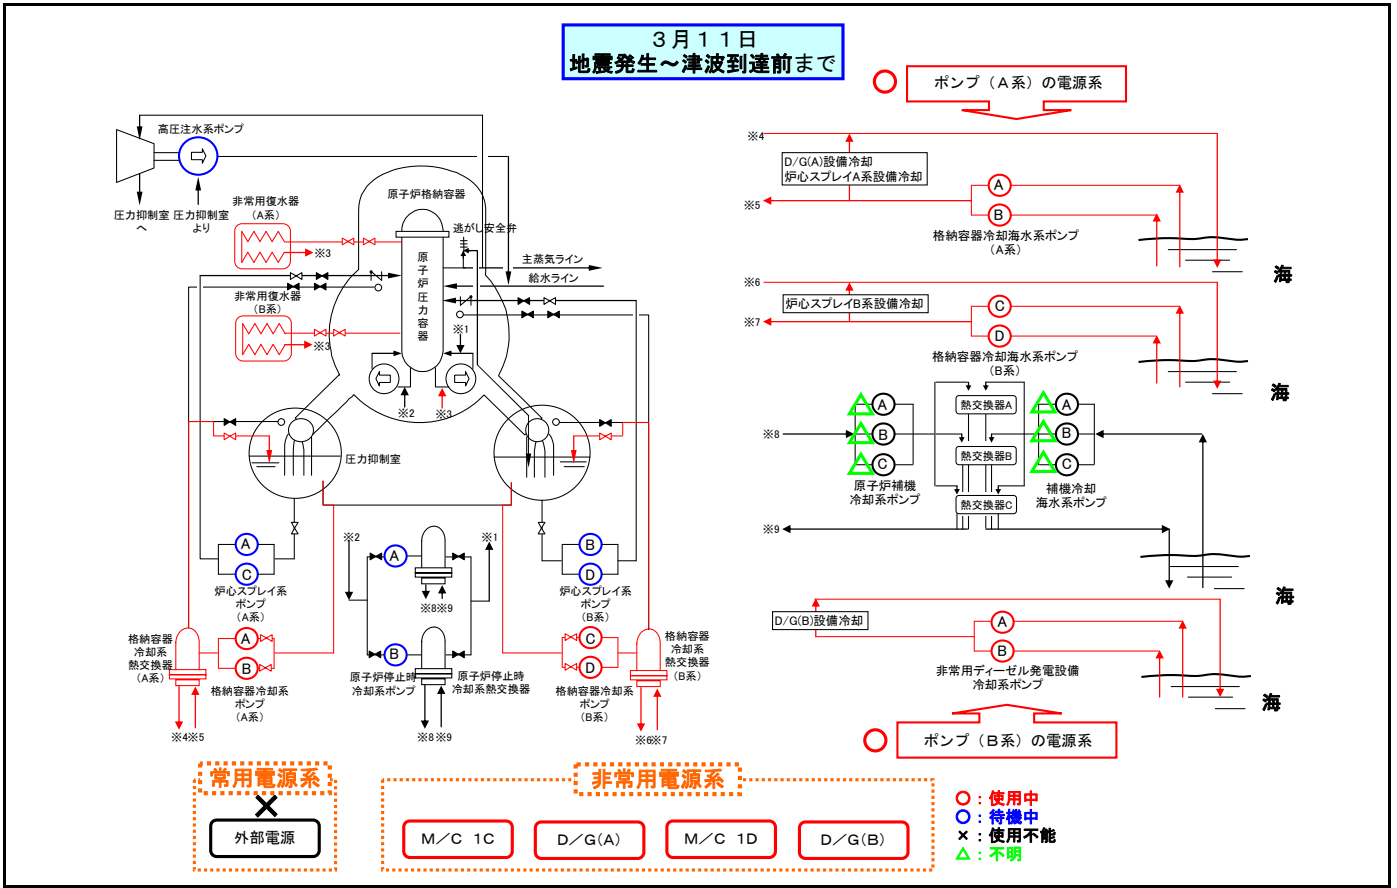 3月11日
地震発生～津波到達前まで
ポンプ（A系）の電源系
高圧注水系ポンプ
圧力抑制室
へ
圧力抑制室
より
非常用復水器
(A系)
※3
非常用復水器
(B系)
※3
原子炉格納容器
逃がし安全弁
原子炉圧力容器
主蒸気ライン
給水ライン
※1
※2
※3
圧力抑制室
A
C
炉心スプレイ系
ポンプ
(A系)
B
D
炉心スプレイ系
ポンプ
(B系)
※2
※1
A
※8※9
B
原子炉停止時
冷却系ポンプ
原子炉停止時
冷却系熱交換器
※8※9
格納容器
冷却系
熱交換器
(A系)
A
B
格納容器冷却系
ポンプ
(A系)
※4※5
C
D
格納容器冷却系
ポンプ
(B系)
格納容器
冷却系
熱交換器
(B系)
※6※7
※4
D/G(A)設備冷却
炉心スプレイA系設備冷却
※5
A
B
格納容器冷却海水系ポンプ
(A系)
海
※6
炉心スプレイB系設備冷却
※7
C
D
格納容器冷却海水系ポンプ
(B系)
海
※8
A
B
C
原子炉補機
冷却系ポンプ
熱交換器A
熱交換器B
熱交換器C
A
B
C
補機冷却
海水系ポンプ
※9
海
D/G(B)設備冷却
A
B
非常用ディーゼル発電設備
冷却系ポンプ
海
ポンプ（B系）の電源系
常用電源系
外部電源
非常用電源系
M／C 1C
D／G(A)
M／C 1D
D／G(B)
○：使用中
○：待機中
×：使用不能
△：不明